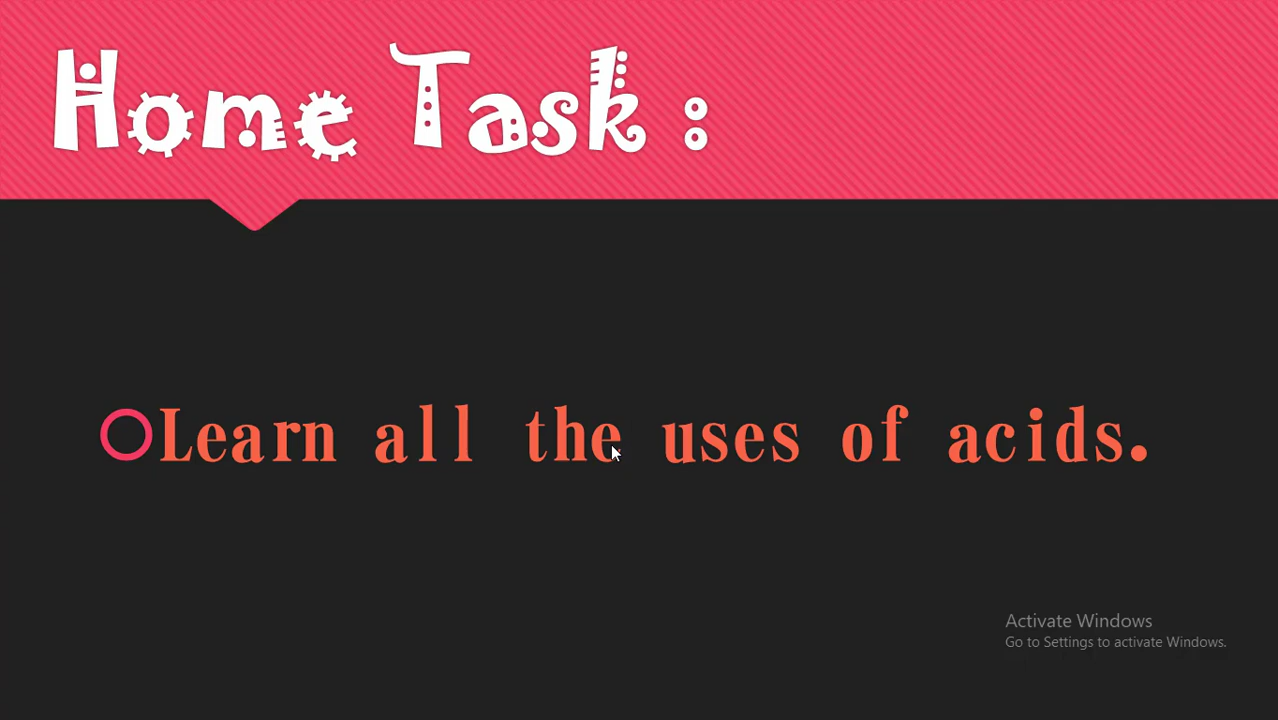 Home Task :
Learn all the uses of acids.
Activate Windows
Go to Settings to activate Windows.